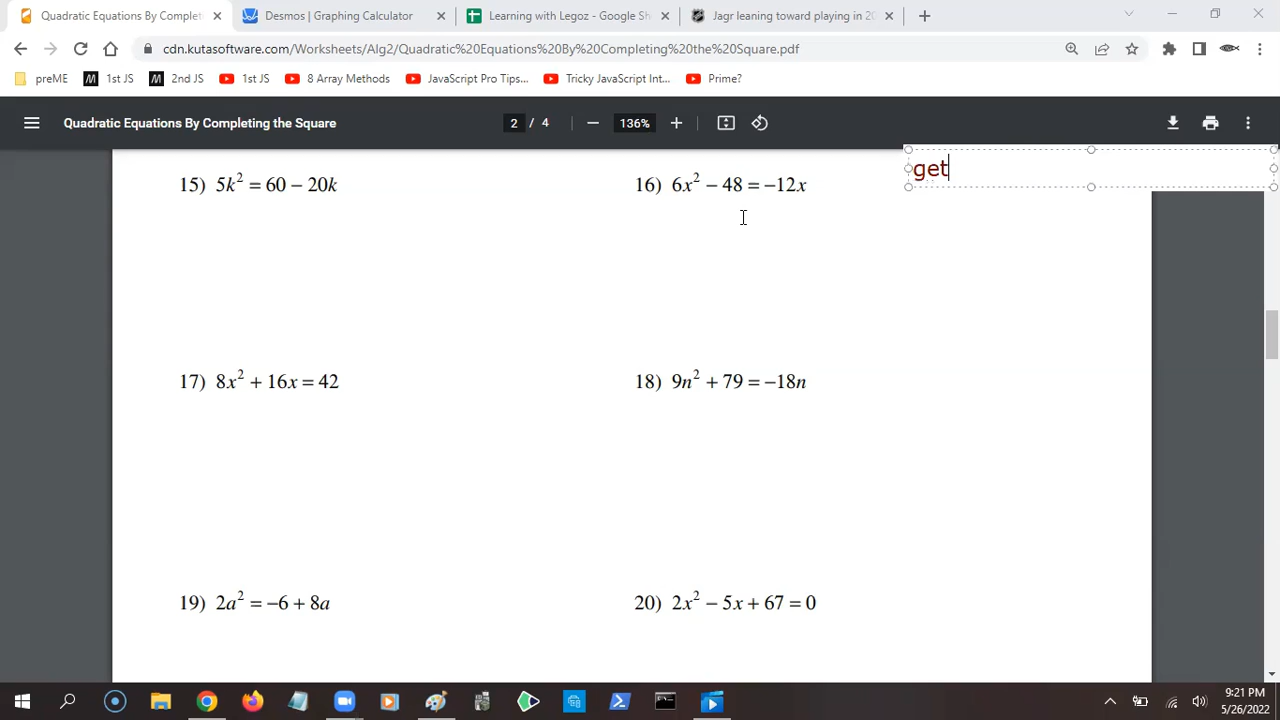 Quadratic Equations By Complet
Desmos | Graphing Calculator
Learning with Legoz - Google Sh
Jagr leaning toward playing in 20
cdn.kutasoftware.com/Worksheets/Alg2/Quadratic%20Equations%20By%20Completing%20the%20Square.pdf
preME 1st JS 2nd JS 1st JS 8 Array Methods JavaScript Pro Tips... Tricky JavaScript Int... Prime?
Quadratic Equations By Completing the Square 2 / 4 136%
get
15) 5k² = 60 − 20k
16) 6x² − 48 = −12x
17) 8x² + 16x = 42
18) 9n² + 79 = −18n
19) 2a² = −6 + 8a
20) 2x² − 5x + 67 = 0
9:21 PM
5/26/2022